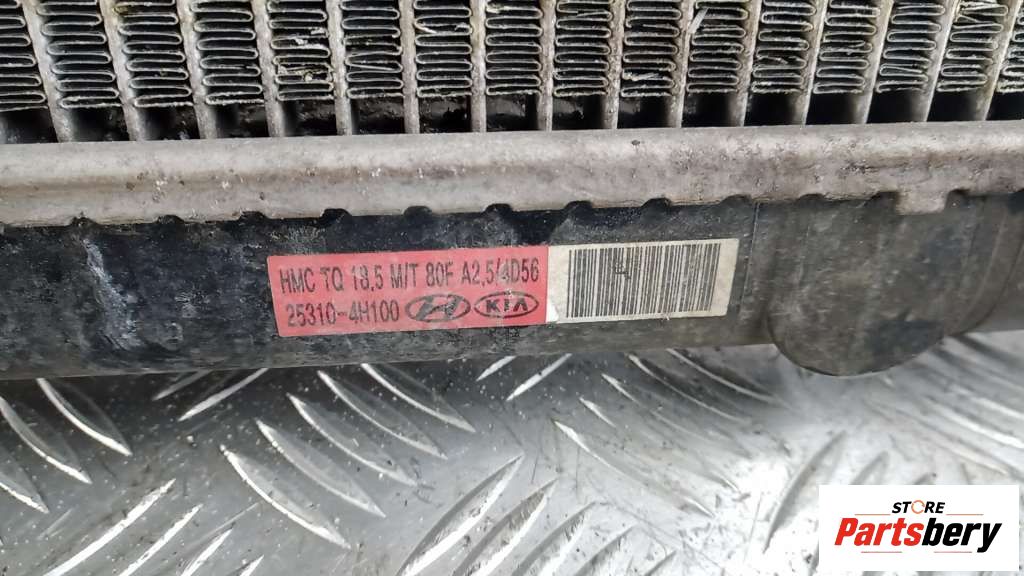 HMC TQ 18,5 M/T 80F A2,5/4D56
25310-4H100 KIA
STORE
Partsbery